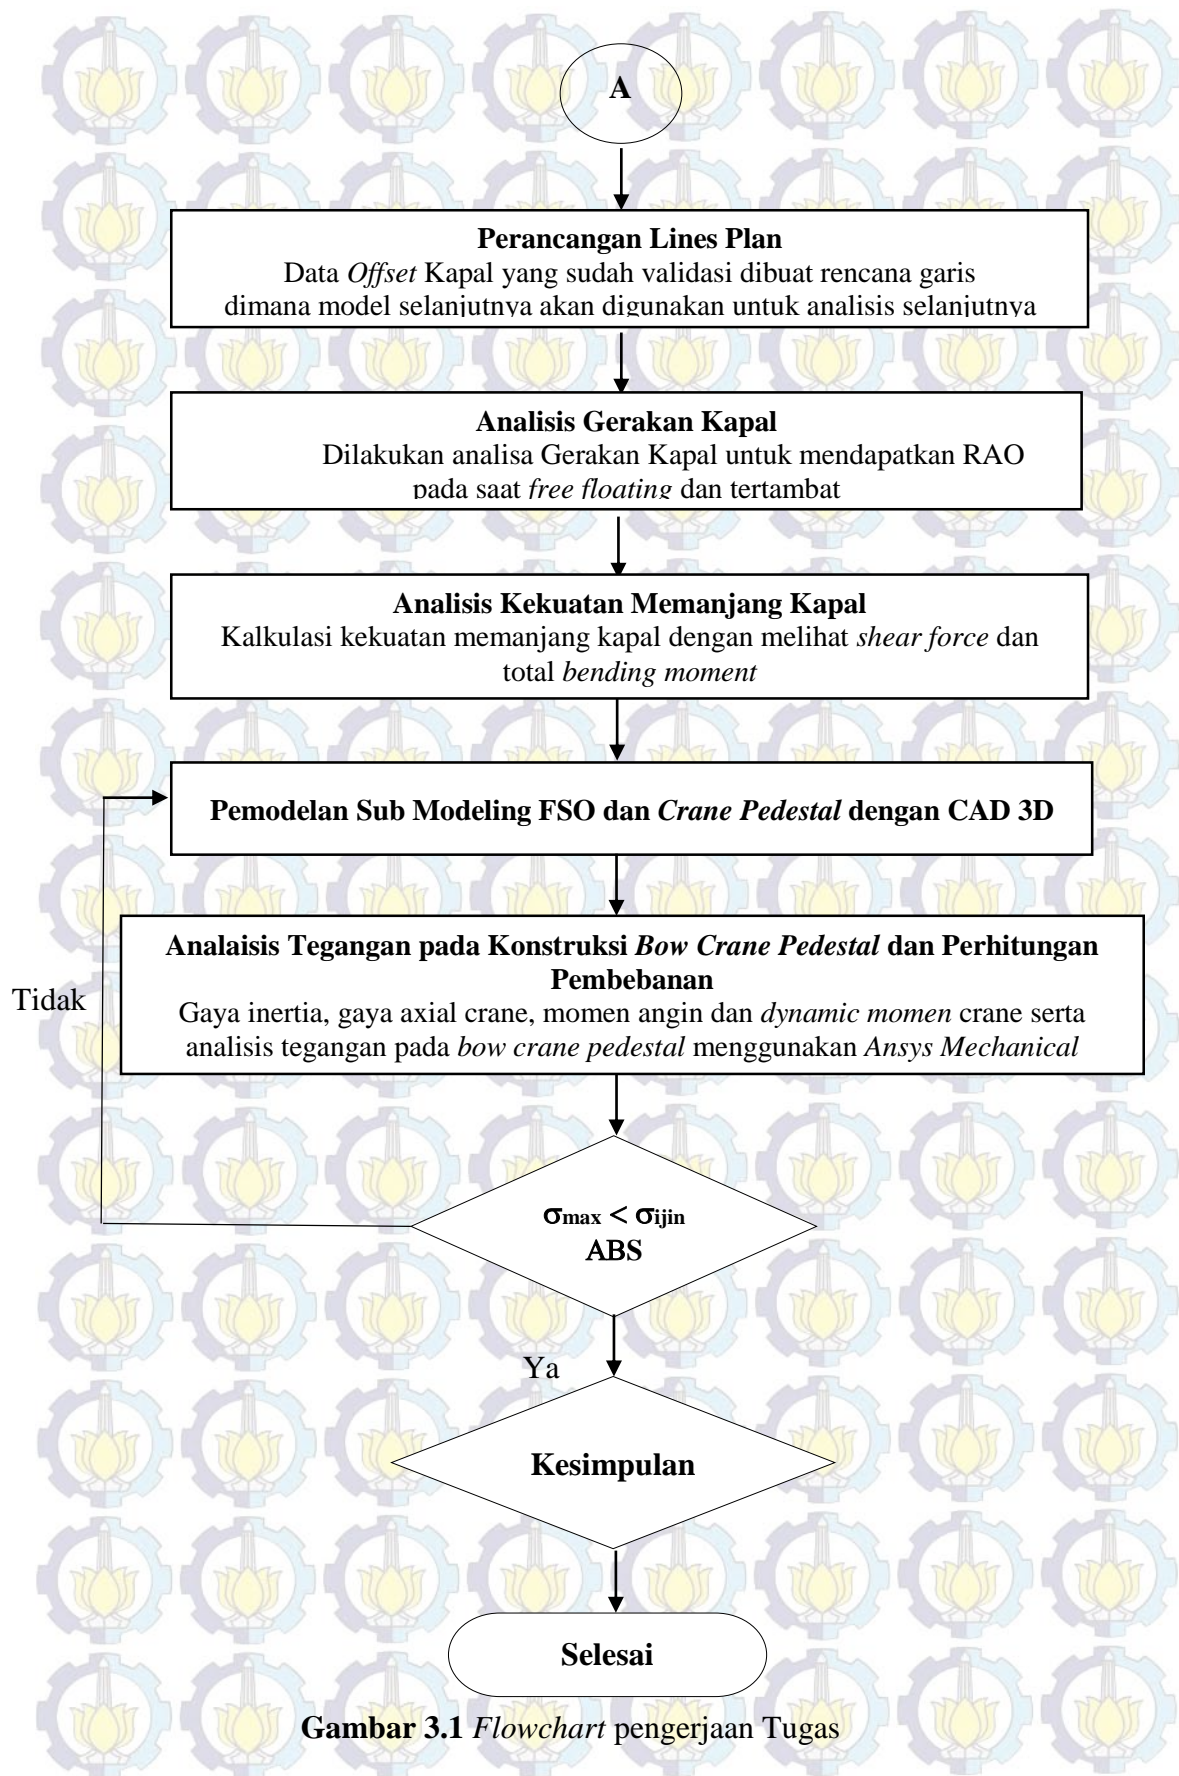 A
Perancangan Lines Plan
Data Offset Kapal yang sudah validasi dibuat rencana garis
dimana model selanjutnya akan digunakan untuk analisis selanjutnya
Analisis Gerakan Kapal
Dilakukan analisa Gerakan Kapal untuk mendapatkan RAO
pada saat free floating dan tertambat
Analisis Kekuatan Memanjang Kapal
Kalkulasi kekuatan memanjang kapal dengan melihat shear force dan
total bending moment
Pemodelan Sub Modeling FSO dan Crane Pedestal dengan CAD 3D
Analaisis Tegangan pada Konstruksi Bow Crane Pedestal dan Perhitungan
Pembebanan
Gaya inertia, gaya axial crane, momen angin dan dynamic momen crane serta
analisis tegangan pada bow crane pedestal menggunakan Ansys Mechanical
Tidak
σmax < σijin
ABS
Ya
Kesimpulan
Selesai
Gambar 3.1 Flowchart pengerjaan Tugas